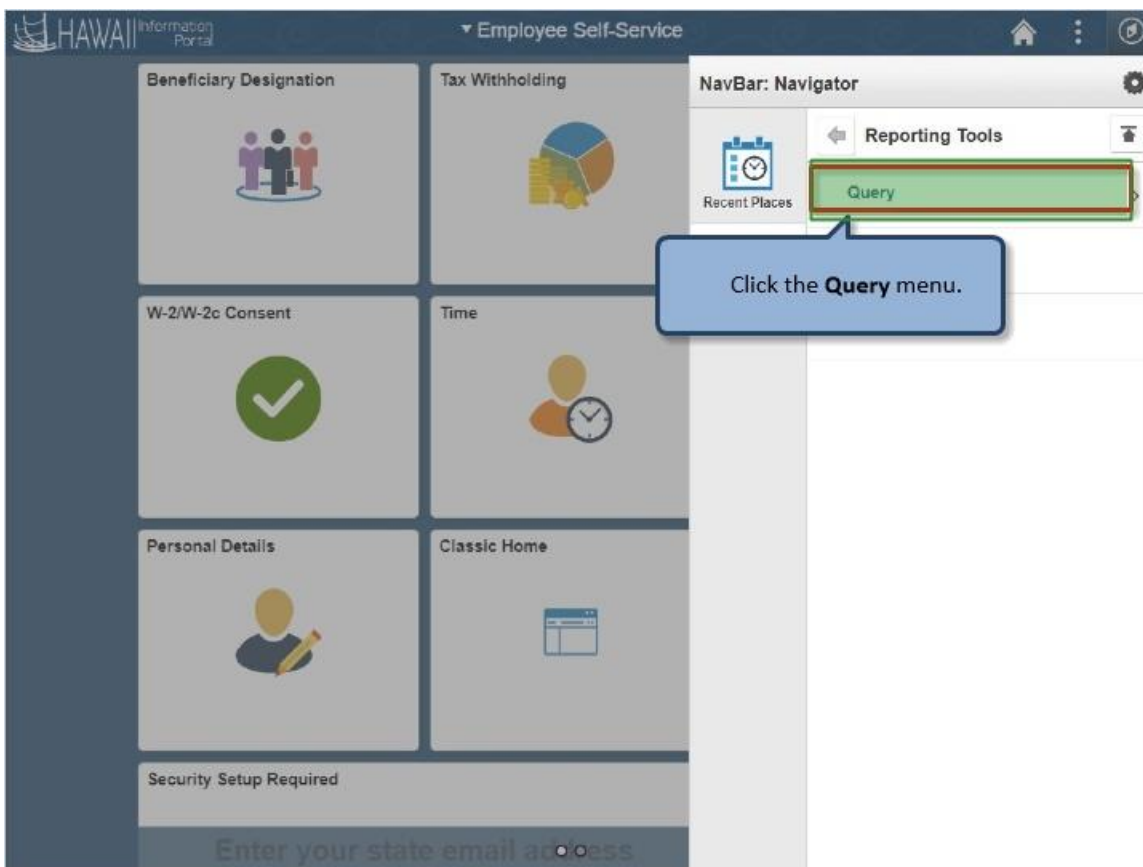 HAWAII Information
Portal
Employee Self-Service
Beneficiary Designation
Tax Withholding
NavBar: Navigator
Reporting Tools
Recent Places
Query
Click the Query menu.
W-2/W-2c Consent
Time
Personal Details
Classic Home
Security Setup Required
Enter your state email address